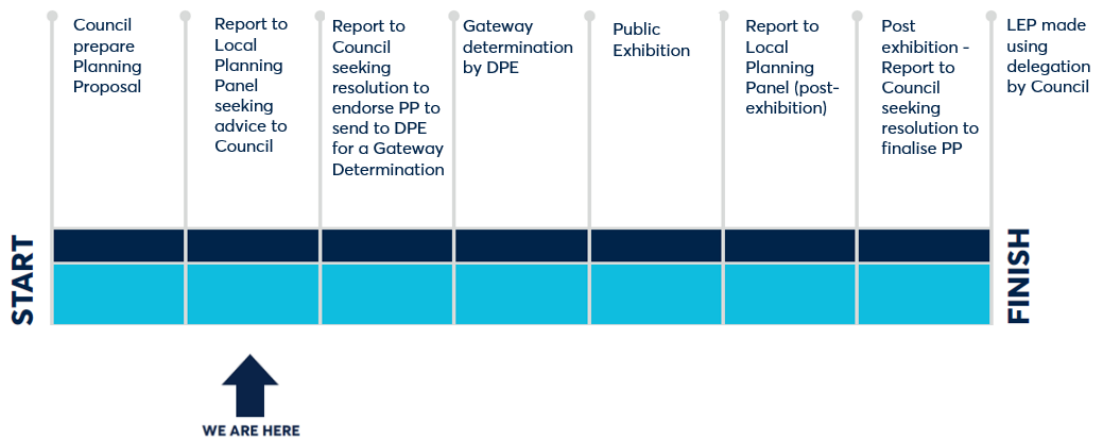 Council
prepare
Planning
Proposal
Report to
Local
Planning
Panel
seeking
advice to
Council
Report to
Council
seeking
resolution to
endorse PP to
send to DPE
for a Gateway
Determination
Gateway
determination
by DPE
Public
Exhibition
Report to
Local
Planning
Panel (post-
exhibition)
Post
exhibition -
Report to
Council
seeking
resolution to
finalise PP
LEP made
using
delegation
by Council
START
FINISH
WE ARE HERE